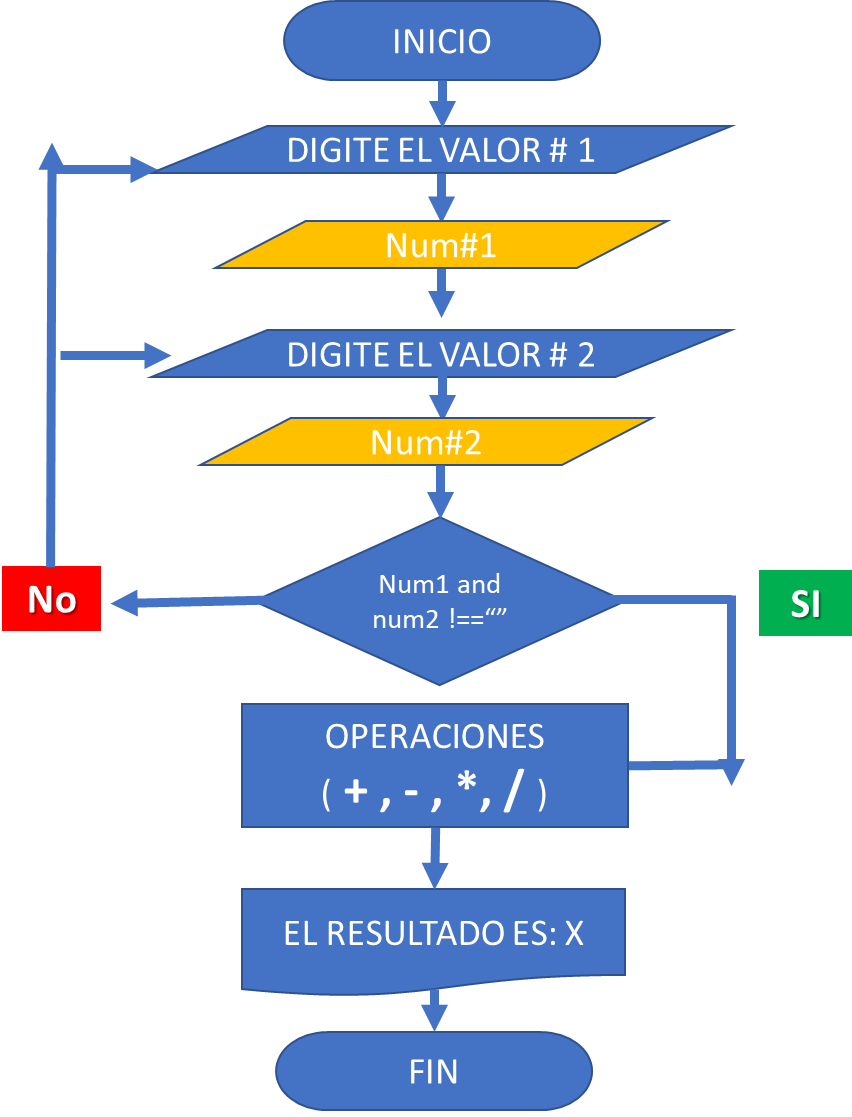 INICIO
DIGITE EL VALOR # 1
Num#1
DIGITE EL VALOR # 2
Num#2
Num1 and
num2 !==“”
No
SI
OPERACIONES
( + , - , *, / )
EL RESULTADO ES: X
FIN